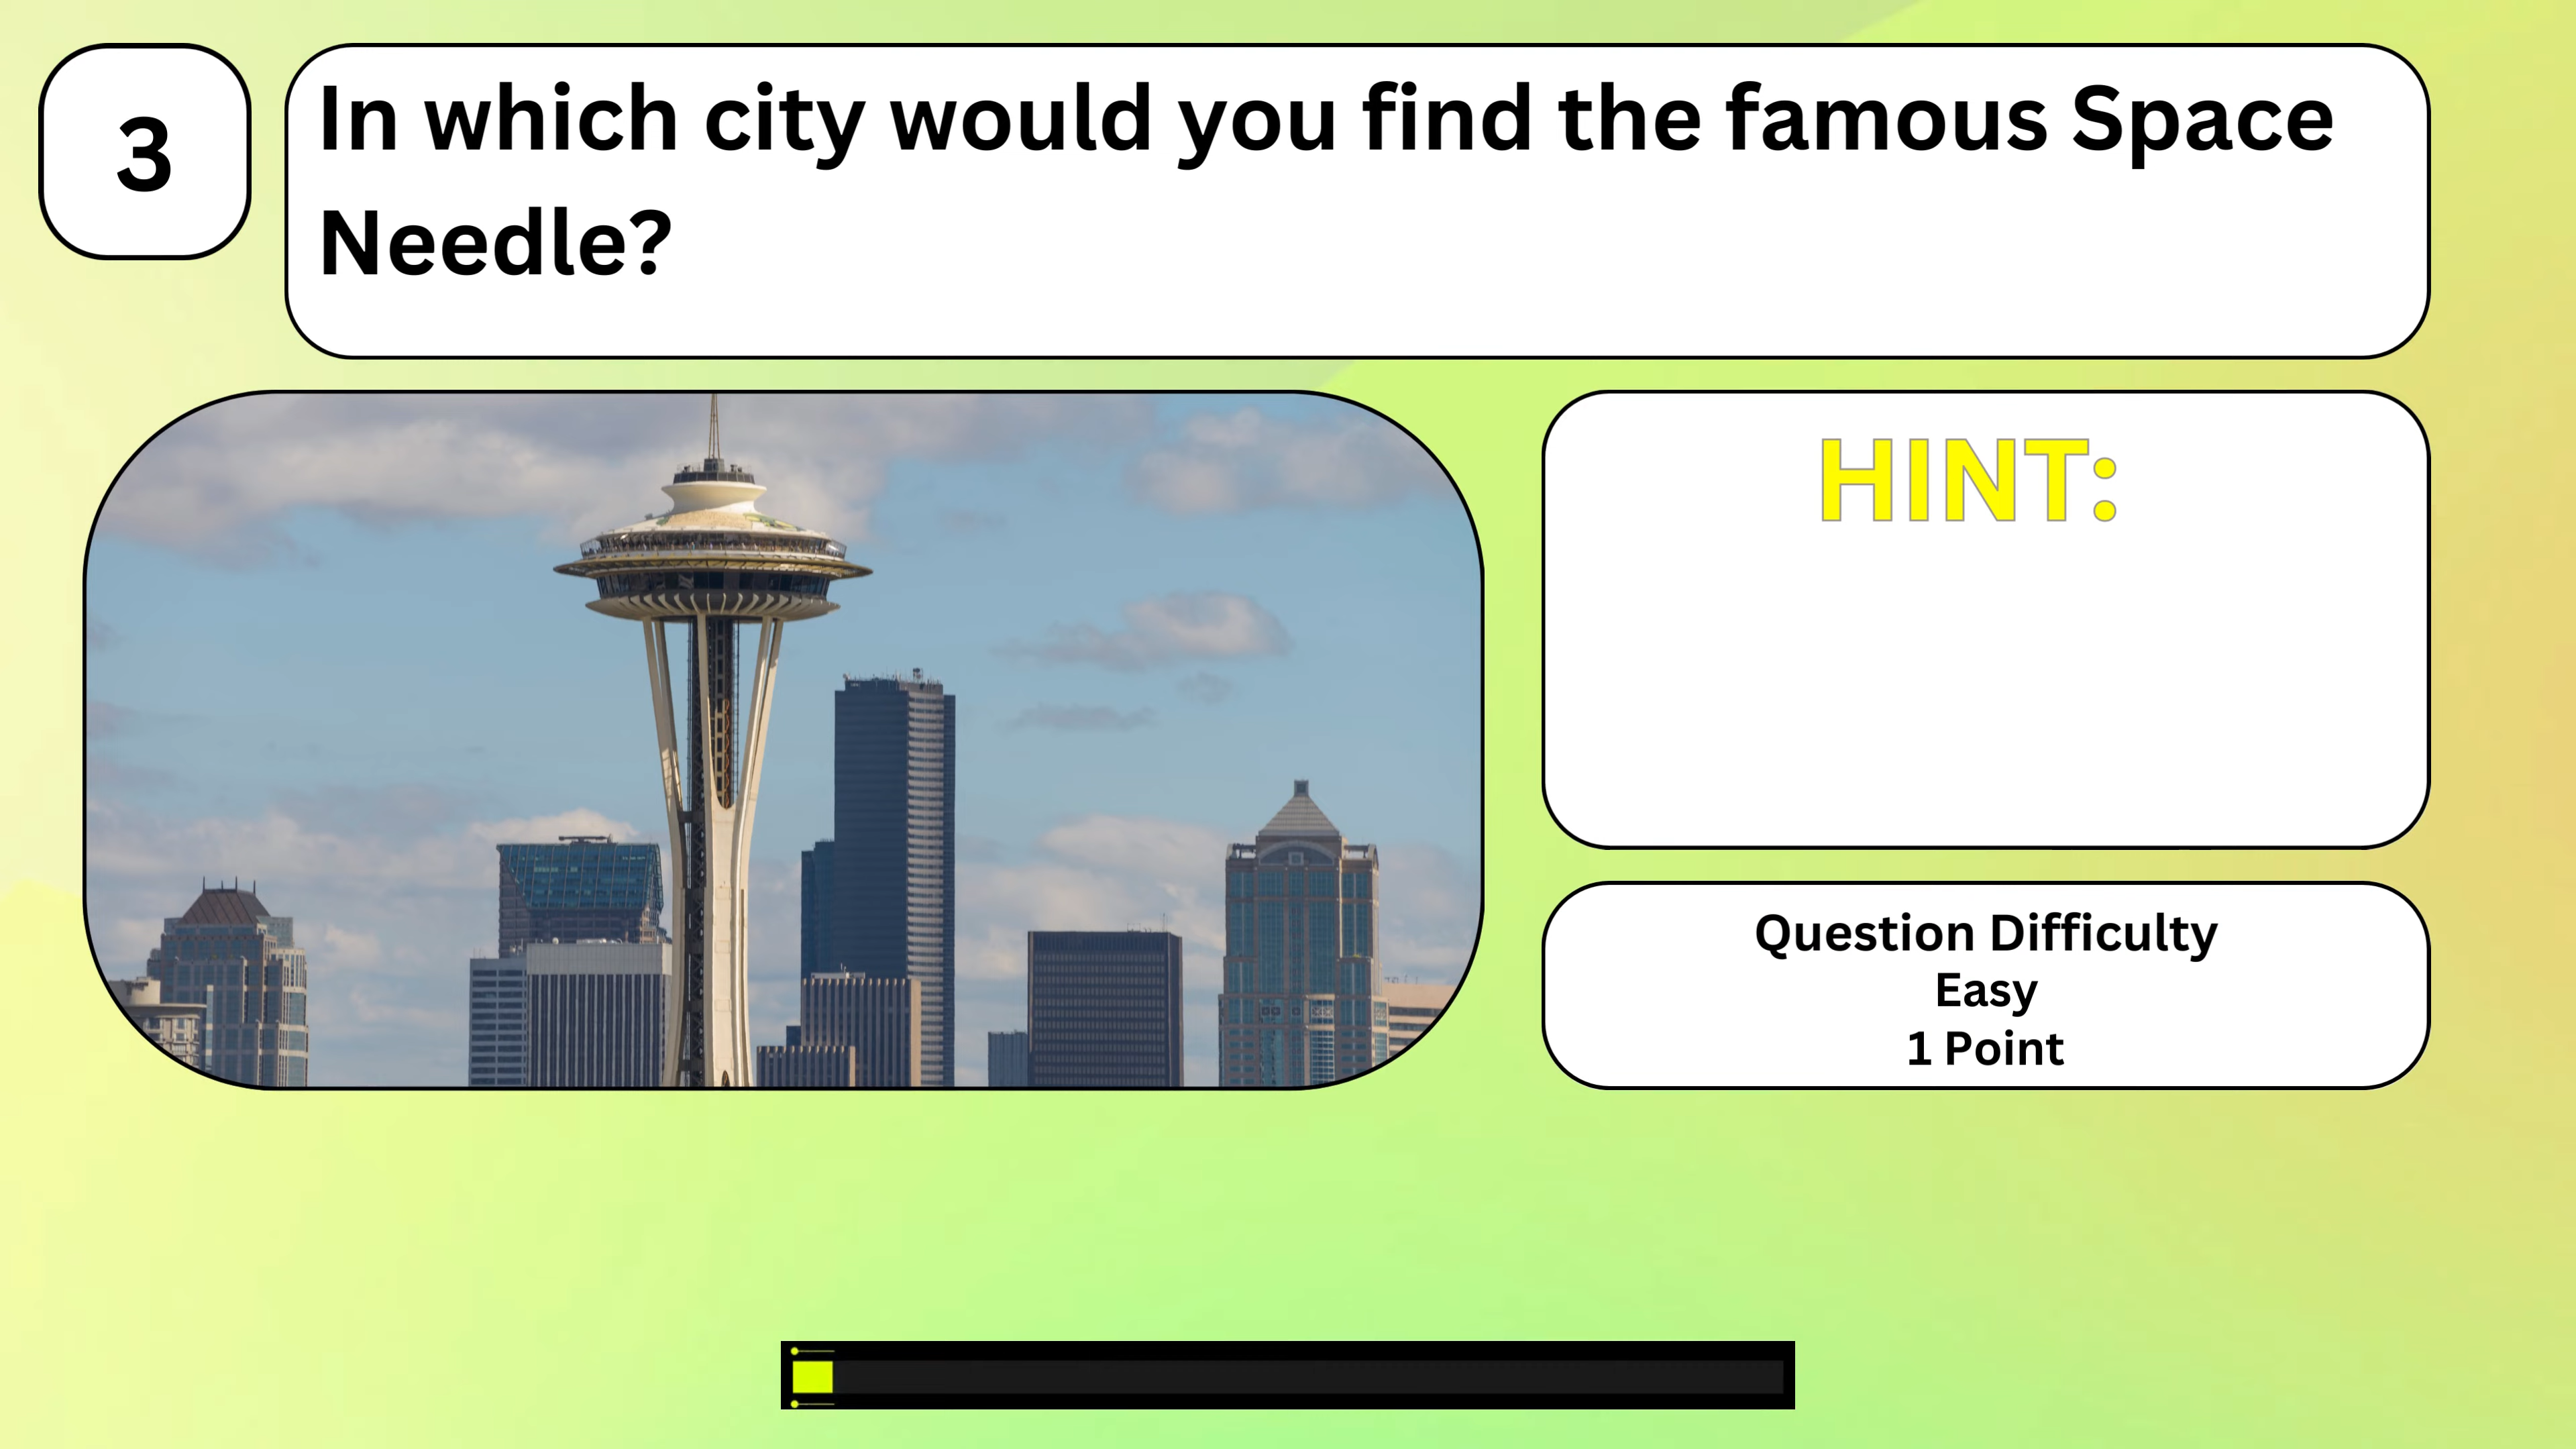 3
In which city would you find the famous Space
Needle?
HINT:
Question Difficulty
Easy
1 Point